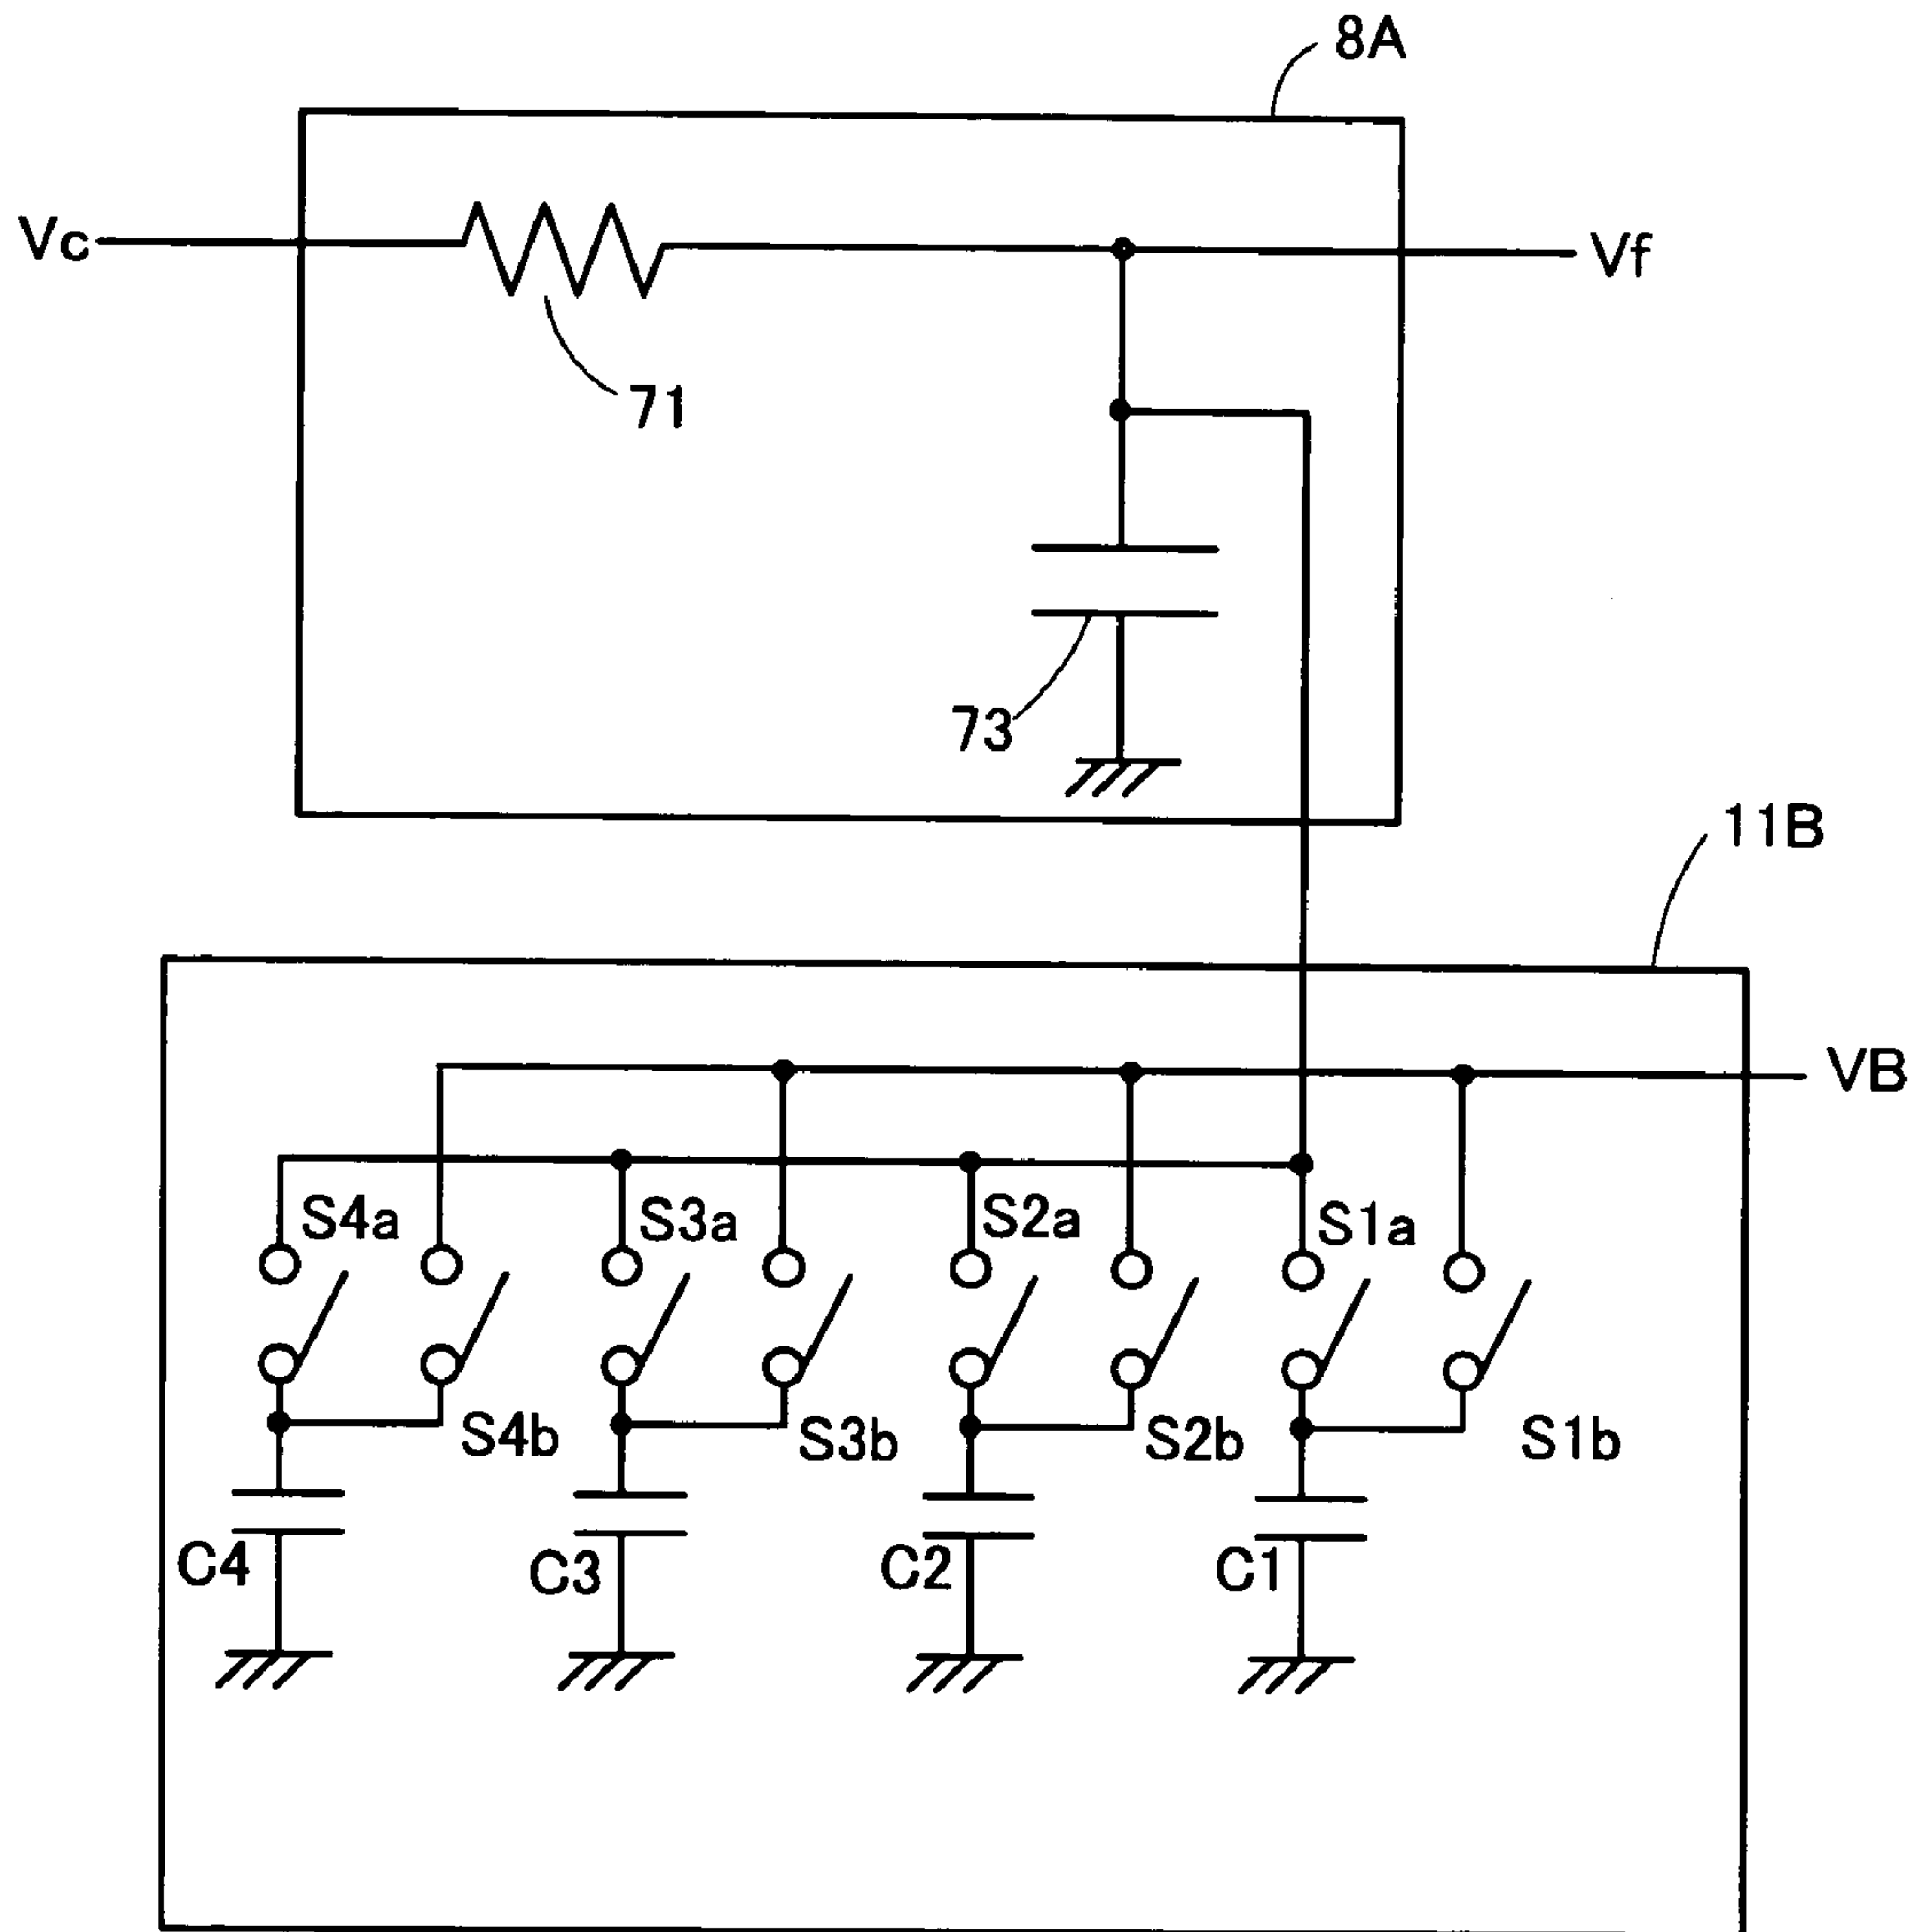 8A
Vc
Vf
71
73
11B
VB
S4a
S3a
S2a
S1a
S4b
S3b
S2b
S1b
C4
C3
C2
C1